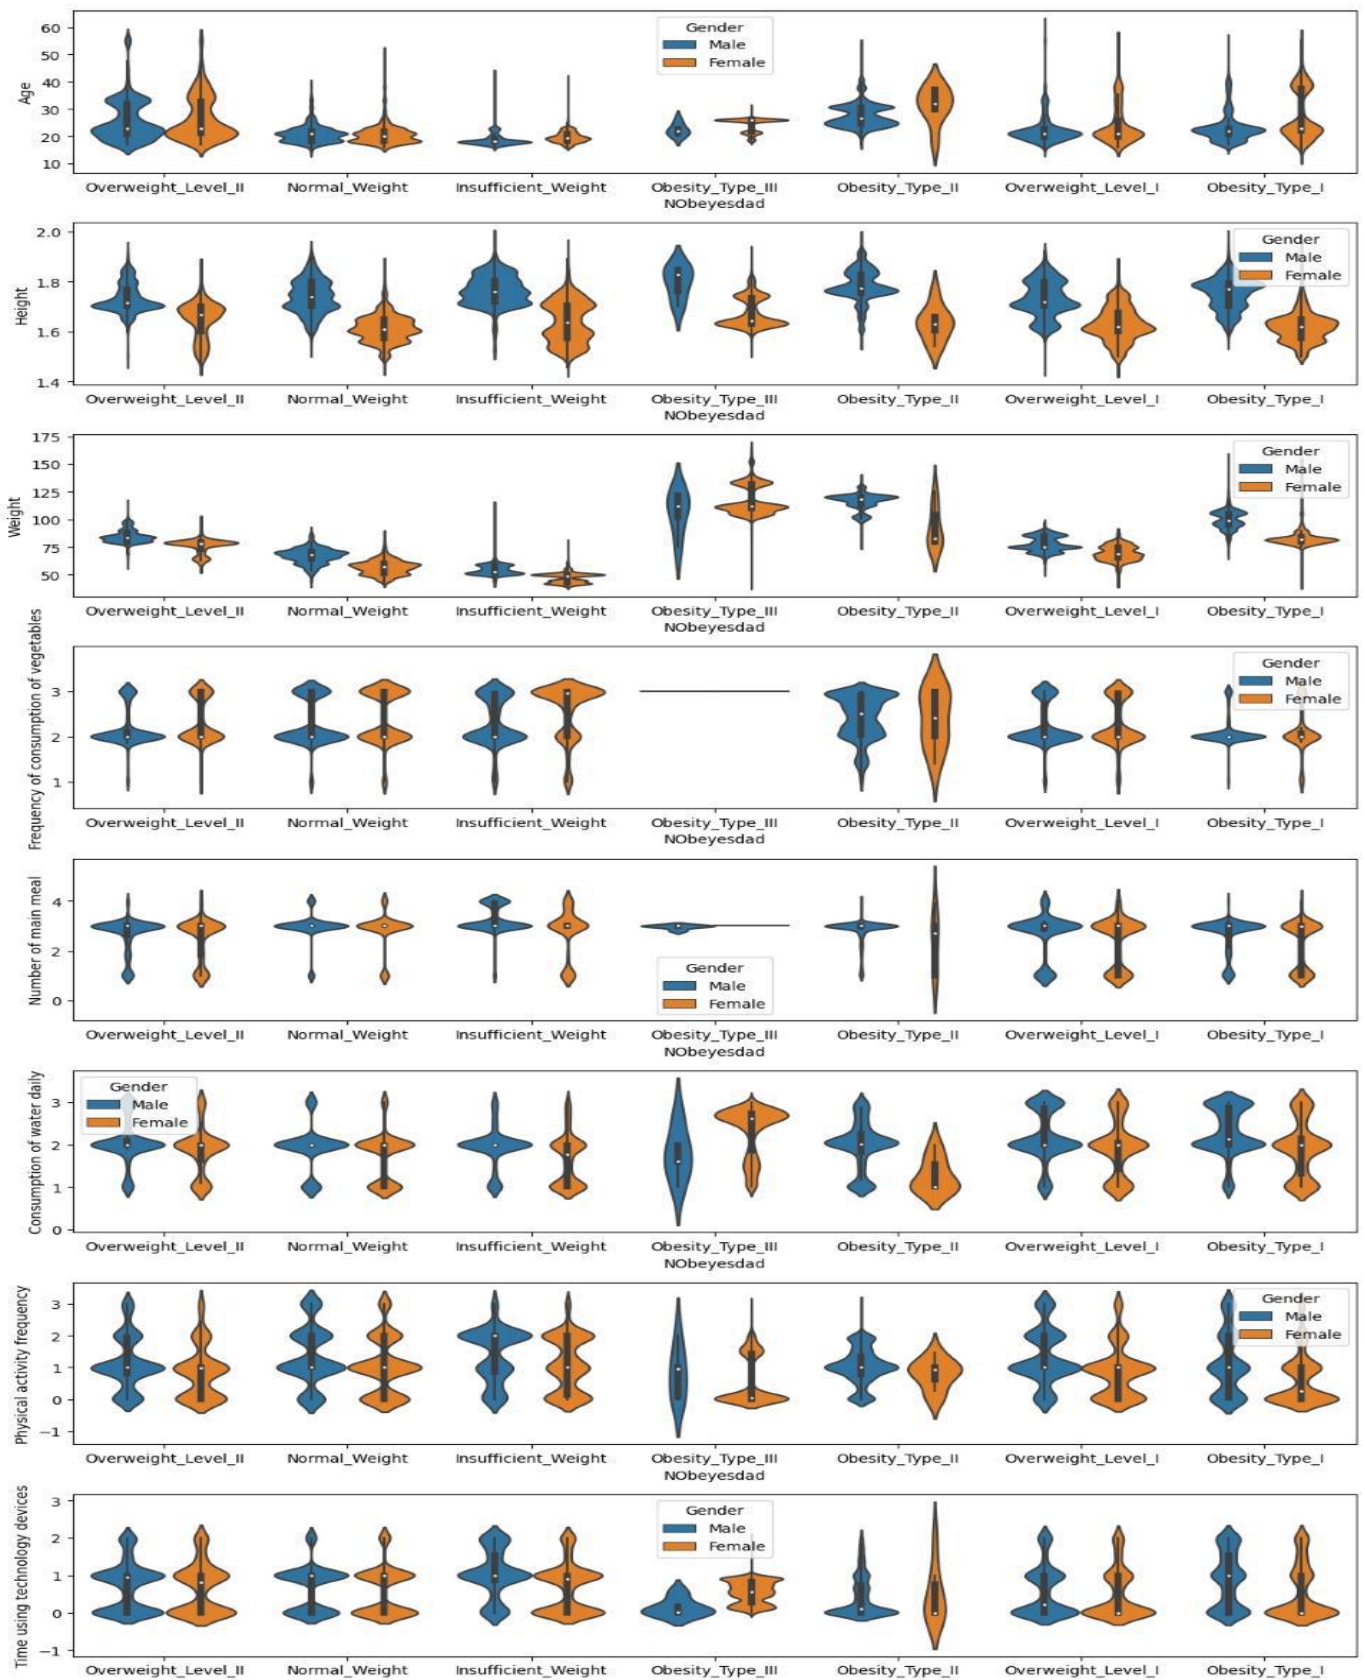 Age
60
50
40
30
20
10
Gender
Male
Female
Overweight_Level_II Normal_Weight Insufficient_Weight Obesity_Type_III Obesity_Type_II Overweight_Level_I Obesity_Type_I
NObeyesdad
Height
2.0
1.8
1.6
1.4
Gender
Male
Female
Overweight_Level_II Normal_Weight Insufficient_Weight Obesity_Type_III Obesity_Type_II Overweight_Level_I Obesity_Type_I
NObeyesdad
Weight
175
150
125
100
75
50
Gender
Male
Female
Overweight_Level_II Normal_Weight Insufficient_Weight Obesity_Type_III Obesity_Type_II Overweight_Level_I Obesity_Type_I
NObeyesdad
Frequency of consumption of vegetables
3
2
1
Gender
Male
Female
Overweight_Level_II Normal_Weight Insufficient_Weight Obesity_Type_III Obesity_Type_II Overweight_Level_I Obesity_Type_I
NObeyesdad
Number of main meal
4
2
0
Gender
Male
Female
Overweight_Level_II Normal_Weight Insufficient_Weight Obesity_Type_III Obesity_Type_II Overweight_Level_I Obesity_Type_I
NObeyesdad
Consumption of water daily
3
2
1
0
Gender
Male
Female
Overweight_Level_II Normal_Weight Insufficient_Weight Obesity_Type_III Obesity_Type_II Overweight_Level_I Obesity_Type_I
NObeyesdad
Physical activity frequency
3
2
1
0
−1
Gender
Male
Female
Overweight_Level_II Normal_Weight Insufficient_Weight Obesity_Type_III Obesity_Type_II Overweight_Level_I Obesity_Type_I
NObeyesdad
Time using technology devices
3
2
1
0
−1
Gender
Male
Female
Overweight_Level_II Normal_Weight Insufficient_Weight Obesity_Type_III Obesity_Type_II Overweight_Level_I Obesity_Type_I